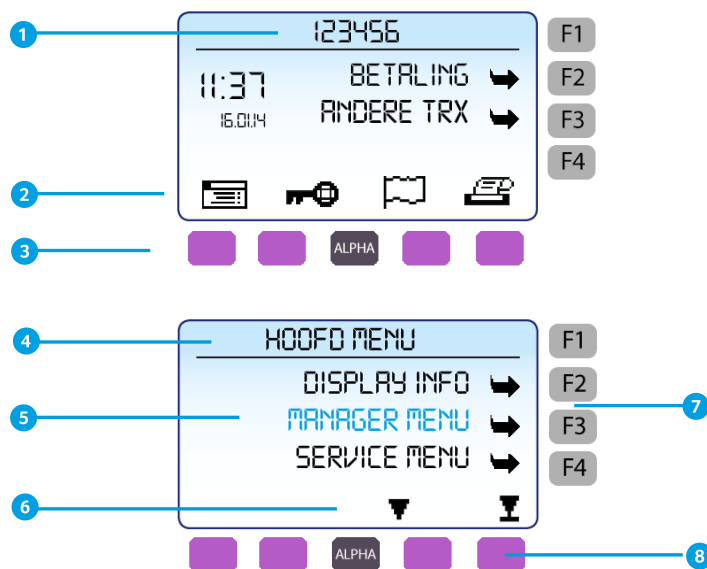 1
123456
F1
11:37
BETALING
F2
16.01.14
ANDERE TRX
F3
F4
2
3
ALPHA
4
HOOFD MENU
F1
DISPLAY INFO
F2
5
MANAGER MENU
F3
7
SERVICE MENU
F4
6
ALPHA
8